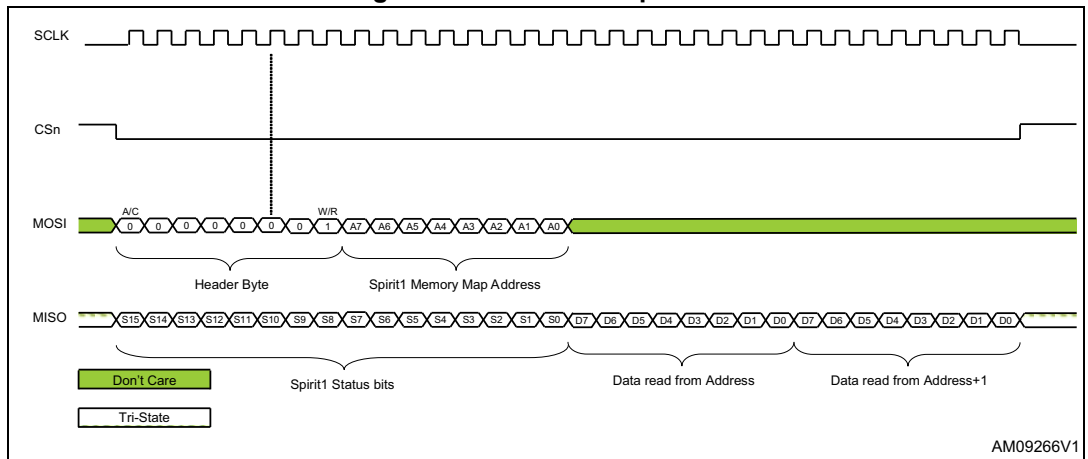 SCLK
CSn
A/C W/R
MOSI 0 0 0 0 0 0 0 1 A7 A6 A5 A4 A3 A2 A1 A0
Header Byte Spirit1 Memory Map Address
MISO S15 S14 S13 S12 S11 S10 S9 S8 S7 S6 S5 S4 S3 S2 S1 S0 D7 D6 D5 D4 D3 D2 D1 D0 D7 D6 D5 D4 D3 D2 D1 D0
Spirit1 Status bits Data read from Address Data read from Address+1
Don't Care
Tri-State
AM09266V1